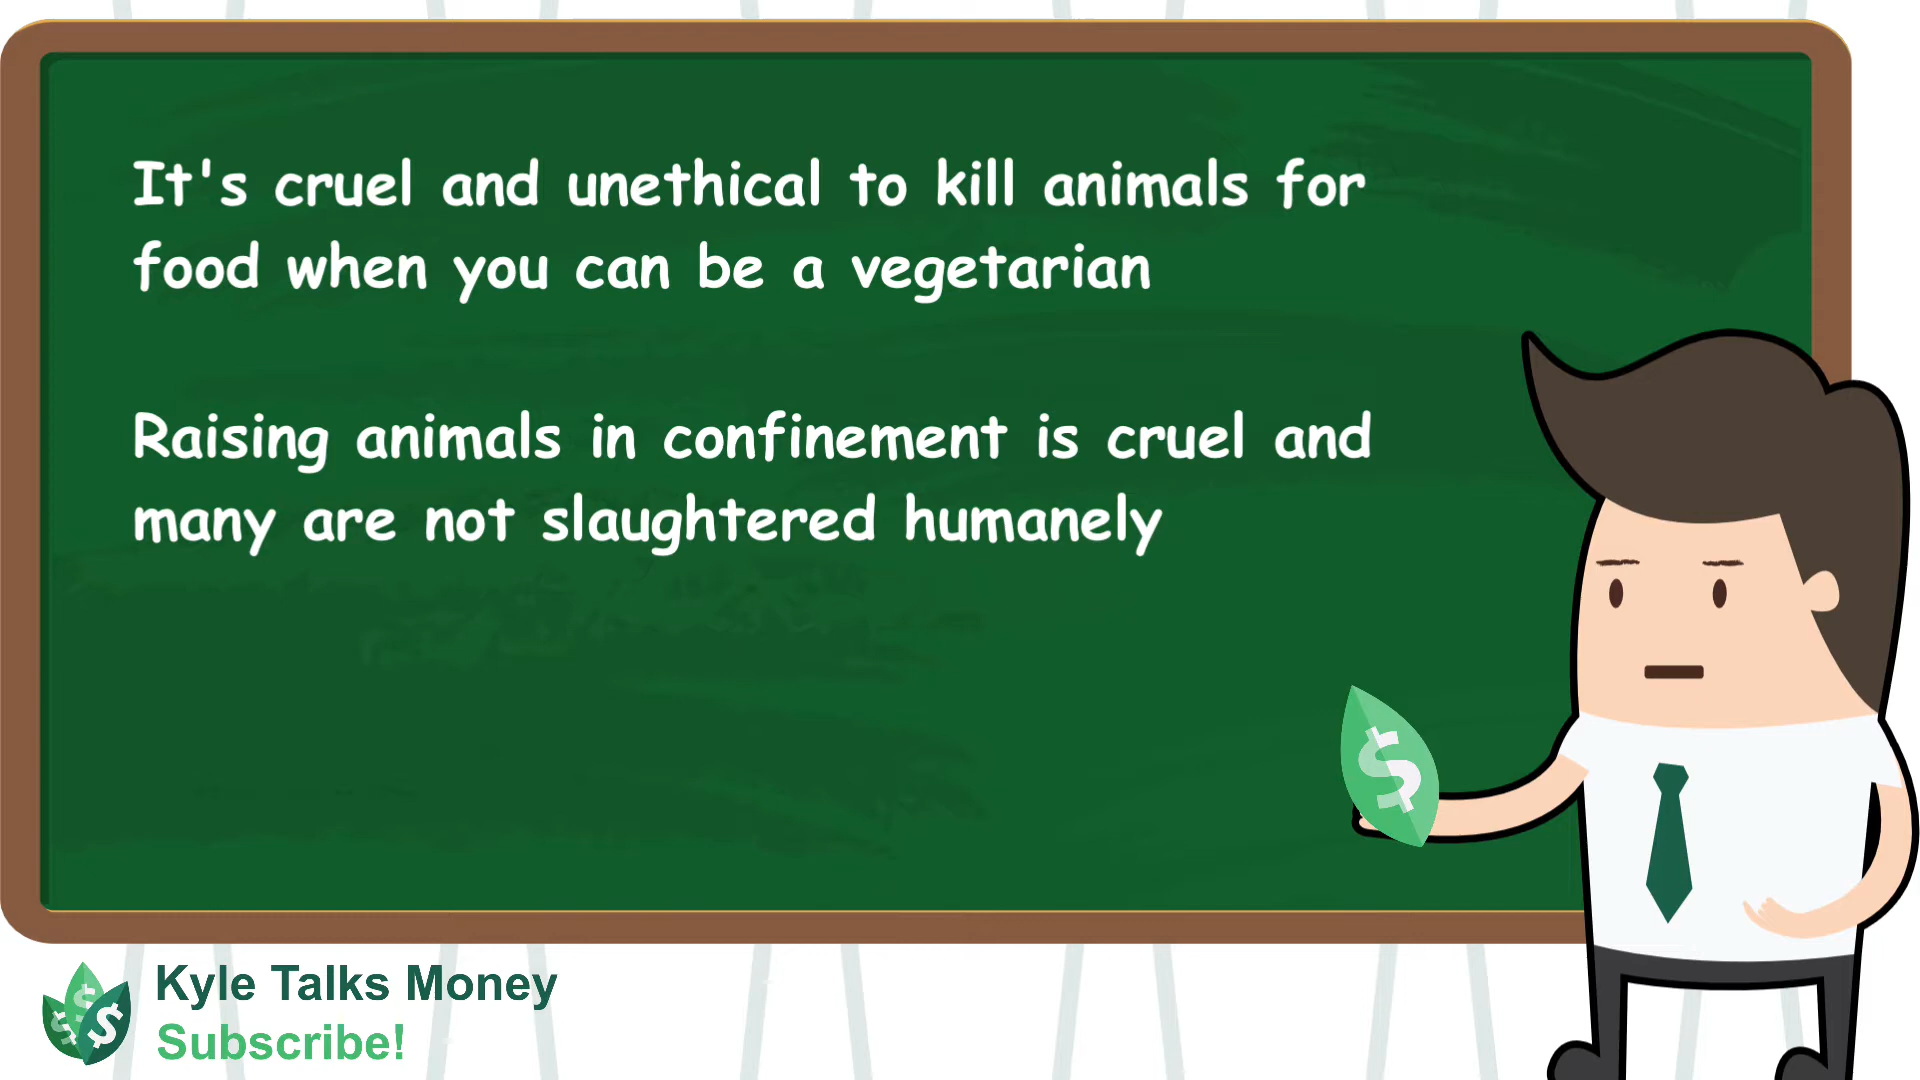 It's cruel and unethical to kill animals for
food when you can be a vegetarian
Raising animals in confinement is cruel and
many are not slaughtered humanely
$
Kyle Talks Money
Subscribe!
$
$
$